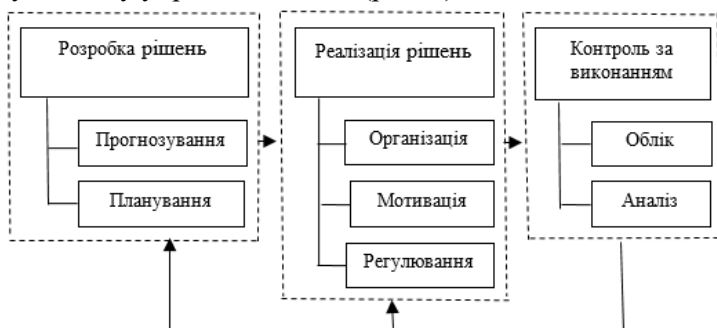 Розробка рішень
Прогнозування
Планування
Реалізація рішень
Організація
Мотивація
Регулювання
Контроль за
виконанням
Облік
Аналіз